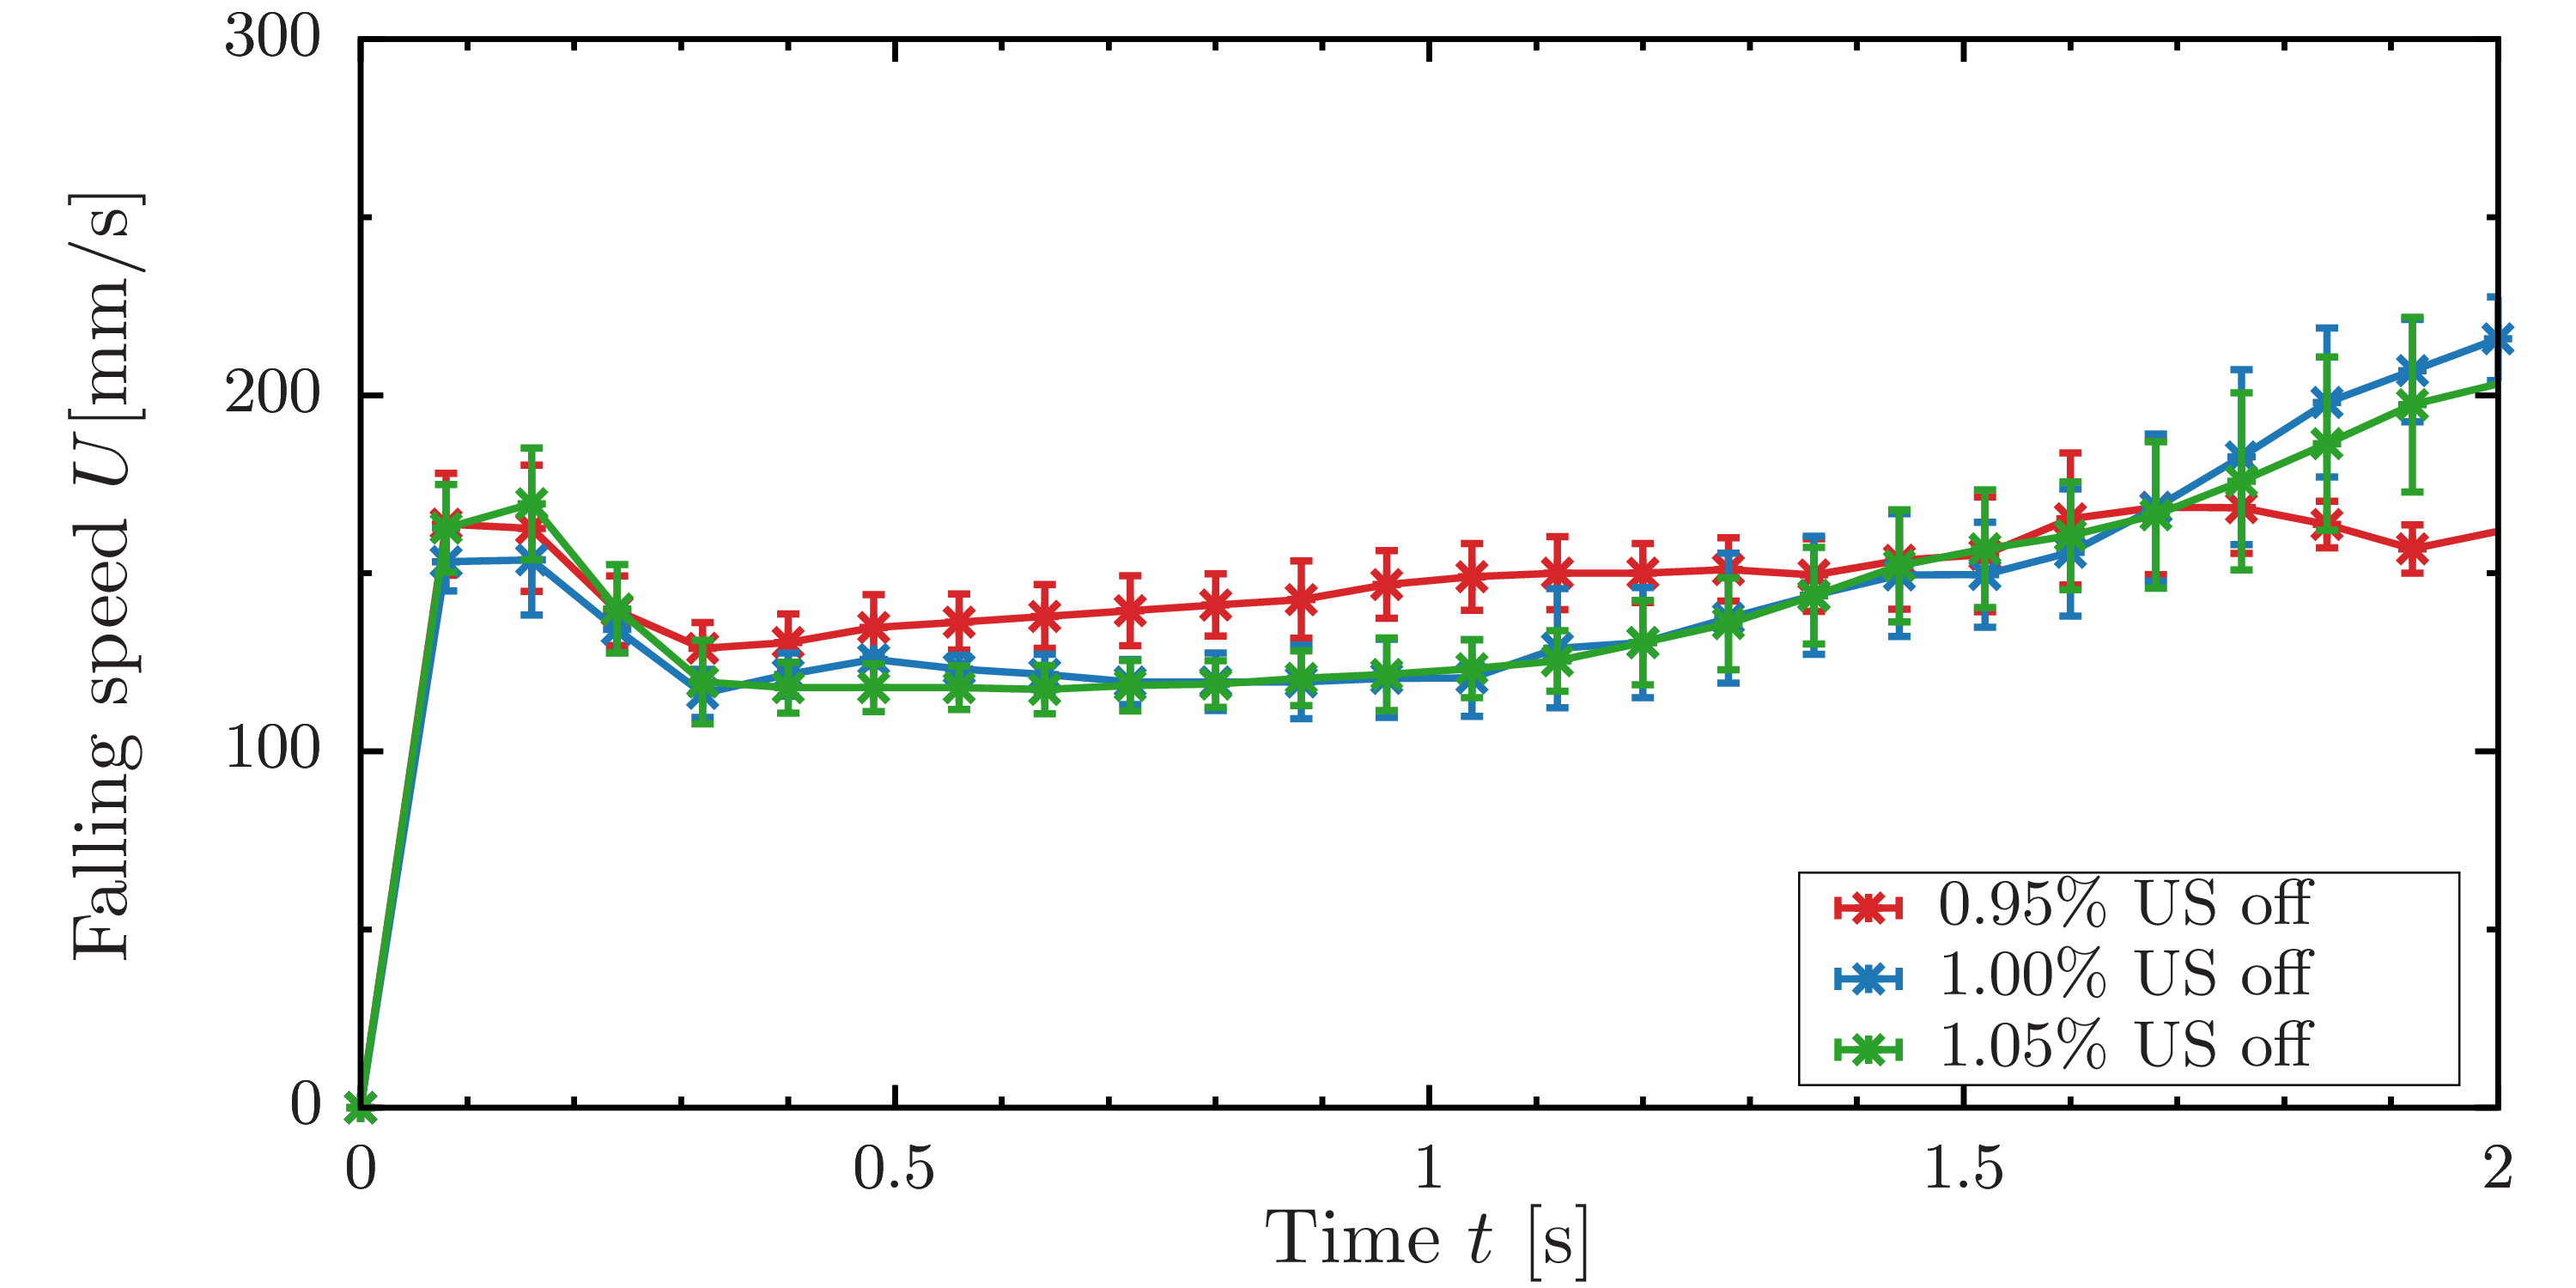 300
200
100
0
Falling speed U[mm/s]
0 0.5 1 1.5 2
Time t [s]
0.95% US off
1.00% US off
1.05% US off